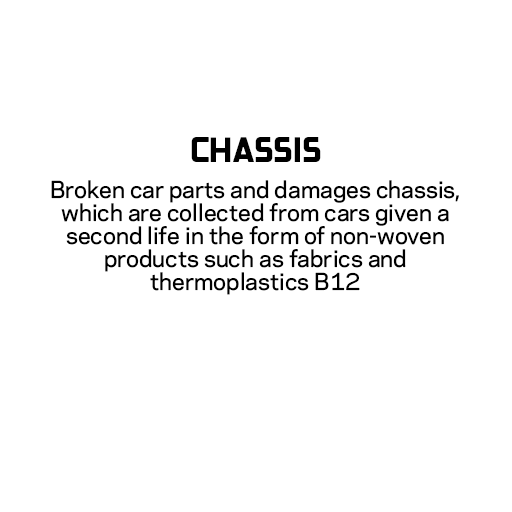 CHASSIS
Broken car parts and damages chassis,
which are collected from cars given a
second life in the form of non-woven
products such as fabrics and
thermoplastics B12